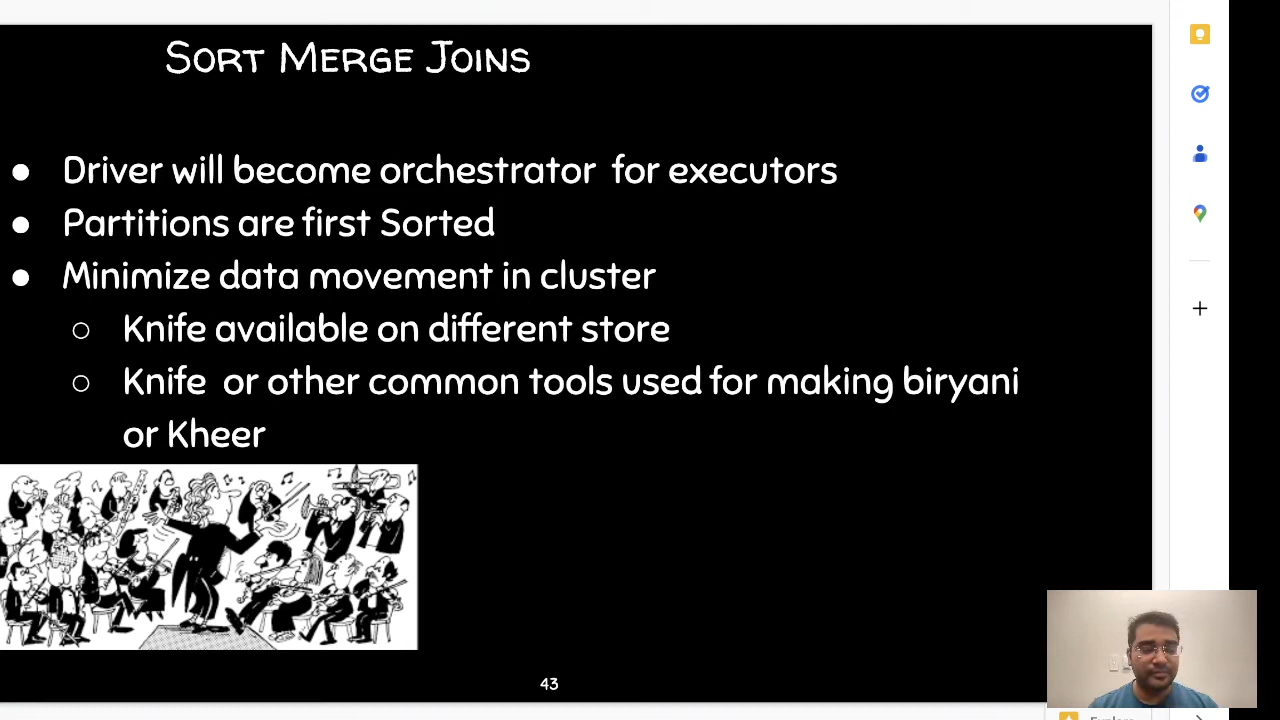 Sort Merge Joins
● Driver will become orchestrator for executors
● Partitions are first Sorted
● Minimize data movement in cluster
○ Knife available on different store
○ Knife or other common tools used for making biryani
or Kheer
43